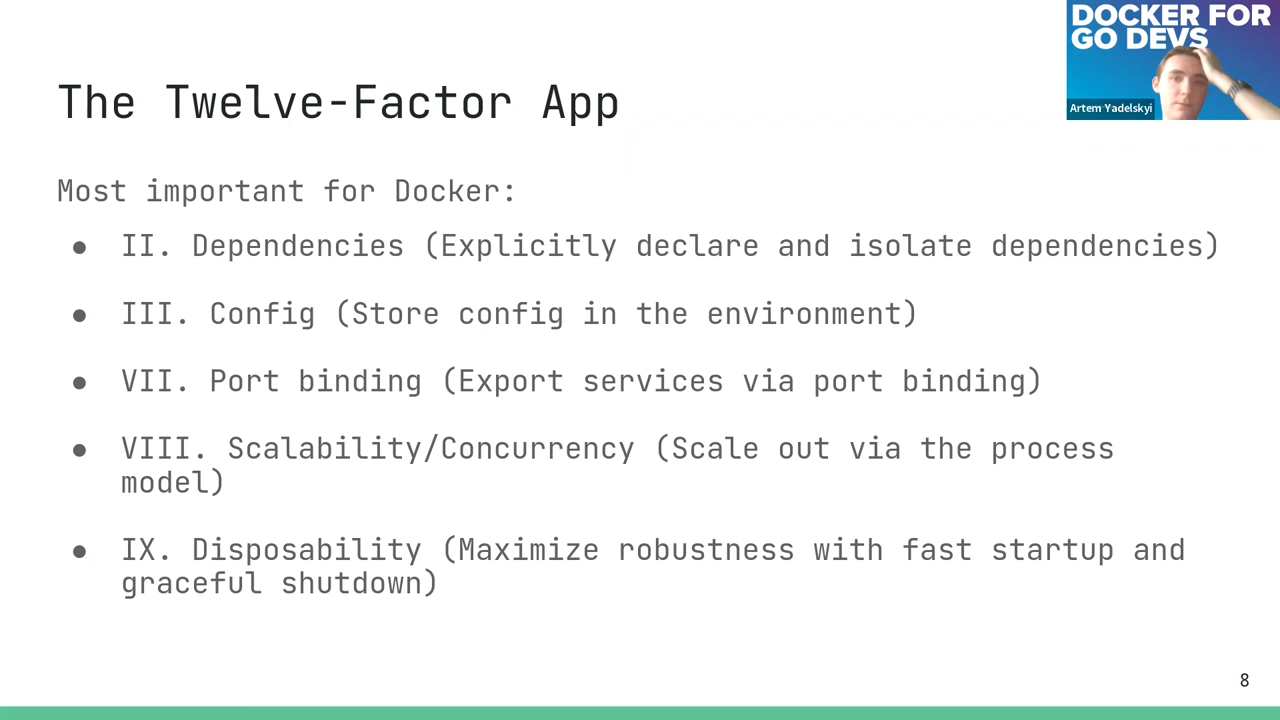 DOCKER FOR
GO DEVS
Artem Yadelskyi
The Twelve-Factor App
Most important for Docker:
● II. Dependencies (Explicitly declare and isolate dependencies)
● III. Config (Store config in the environment)
● VII. Port binding (Export services via port binding)
● VIII. Scalability/Concurrency (Scale out via the process
model)
● IX. Disposability (Maximize robustness with fast startup and
graceful shutdown)
8